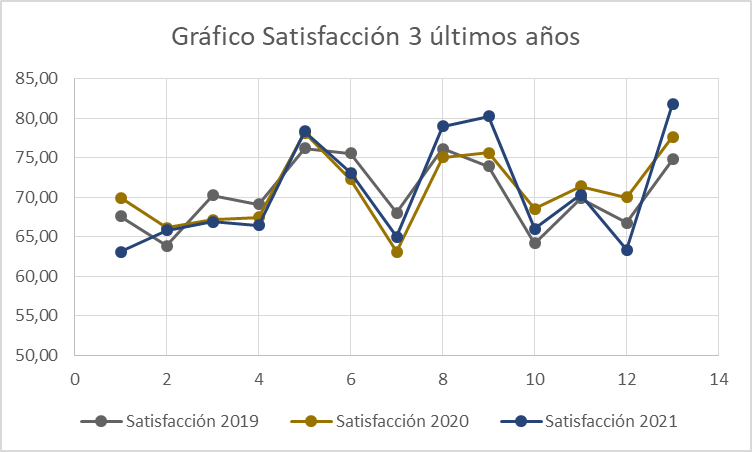 Gráfico Satisfacción 3 últimos años
85,00
80,00
75,00
70,00
65,00
60,00
55,00
50,00
0 2 4 6 8 10 12 14
Satisfacción 2019 Satisfacción 2020 Satisfacción 2021